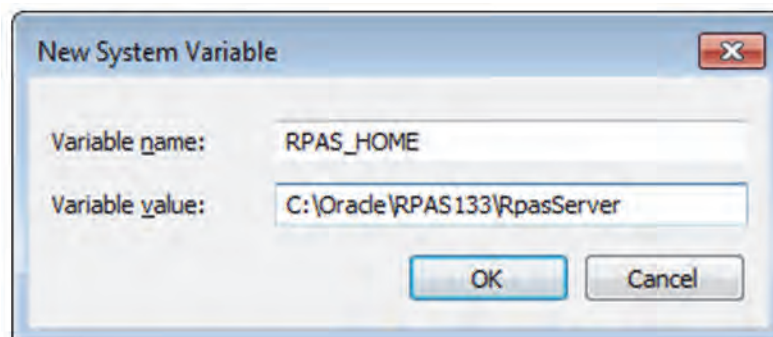 New System Variable
Variable name: RPAS_HOME
Variable value: C:\Oracle\RPAS133\RpasServer
OK Cancel